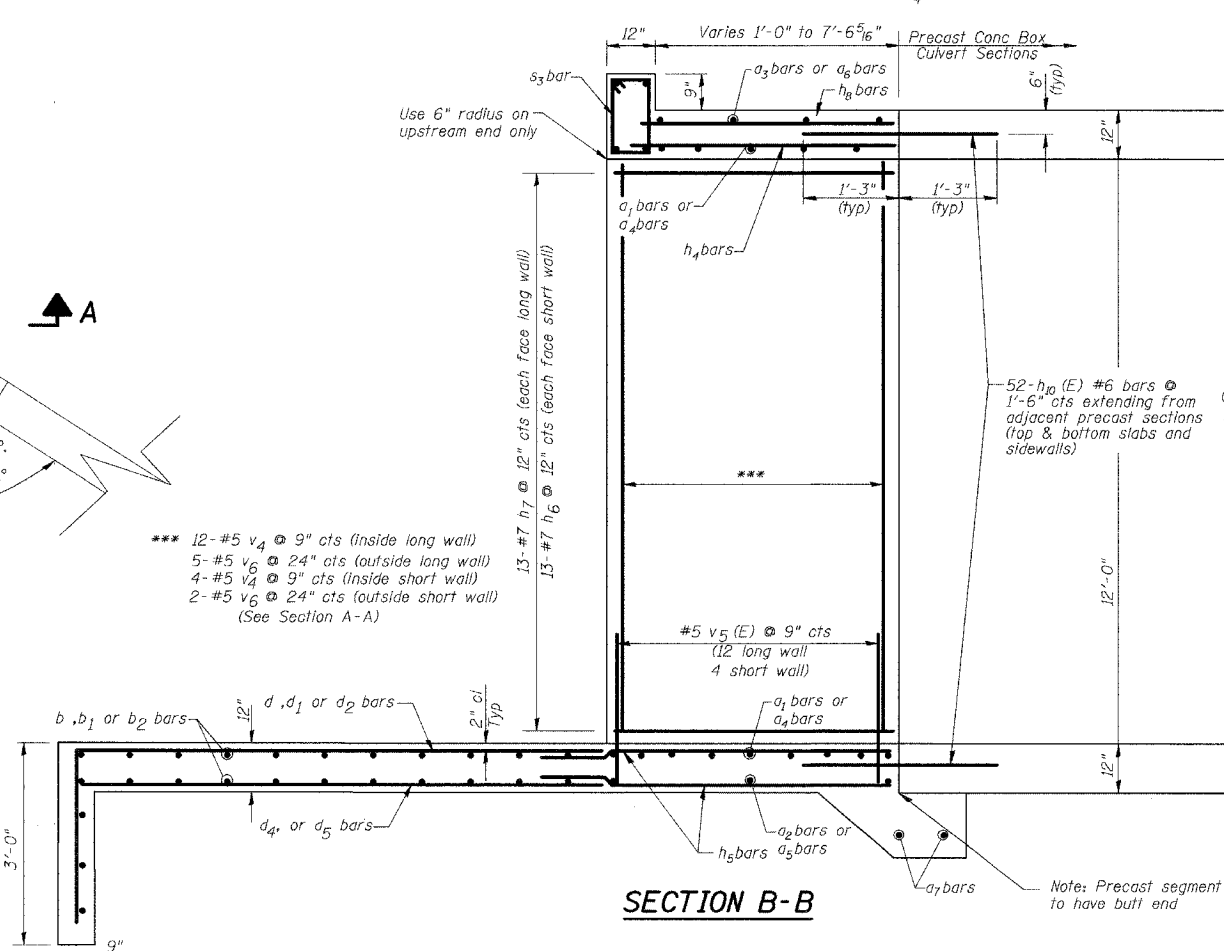 12"
Varies 1'-0" to 7'-6 5/16"
Precast Conc Box
Culvert Sections
s3 bar
a3 bars or a6 bars
h8 bars
9"
6"
(typ)
Use 6" radius on
upstream end only
12"
1'-3"
(typ)
1'-3"
(typ)
a1 bars or
a4 bars
h4 bars
A
13-#7 h7 @ 12" cts (each face long wall)
13-#7 h6 @ 12" cts (each face short wall)
52-h10 (E) #6 bars @
1'-6" cts extending from
adjacent precast sections
(top & bottom slabs and
sidewalls)
***
*** 12-#5 v4 @ 9" cts (inside long wall)
5-#5 v6 @ 24" cts (outside long wall)
4-#5 v4 @ 9" cts (inside short wall)
2-#5 v6 @ 24" cts (outside short wall)
(See Section A-A)
12'-0"
#5 v5 (E) @ 9" cts
(12 long wall
4 short wall)
b ,b1 or b2 bars
12"
d ,d1 or d2 bars
2" cl
Typ
a1 bars or
a4 bars
12"
3'-0"
d4, or d5 bars
h5 bars
a2 bars or
a5 bars
a7 bars
Note: Precast segment
to have butt end
SECTION B-B
9"